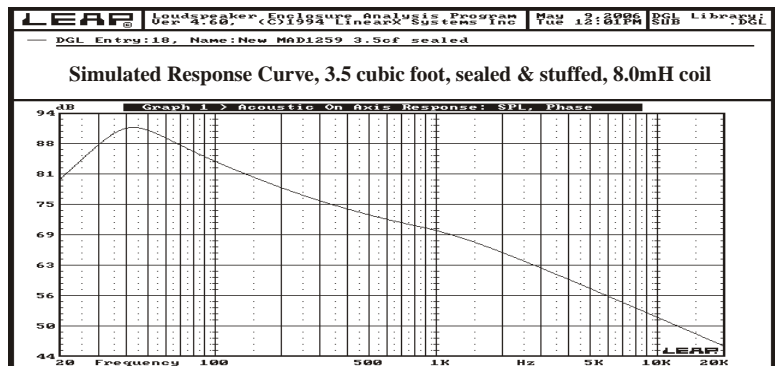 LEAP Loudspeaker Enclosure Analysis Program May 9,2006 DGL Library:
Ver 4.60, (C)1994 LinearX Systems Inc Tue 12:01PM SUB .DGL
DGL Entry:18, Name:New MAD1259 3.5cf sealed
Simulated Response Curve, 3.5 cubic foot, sealed & stuffed, 8.0mH coil
dB Graph 1 > Acoustic On Axis Response: SPL, Phase
94
88
81
75
69
63
56
50
44
LEAP
20 Frequency 100 500 1K Hz 5K 10K 20K